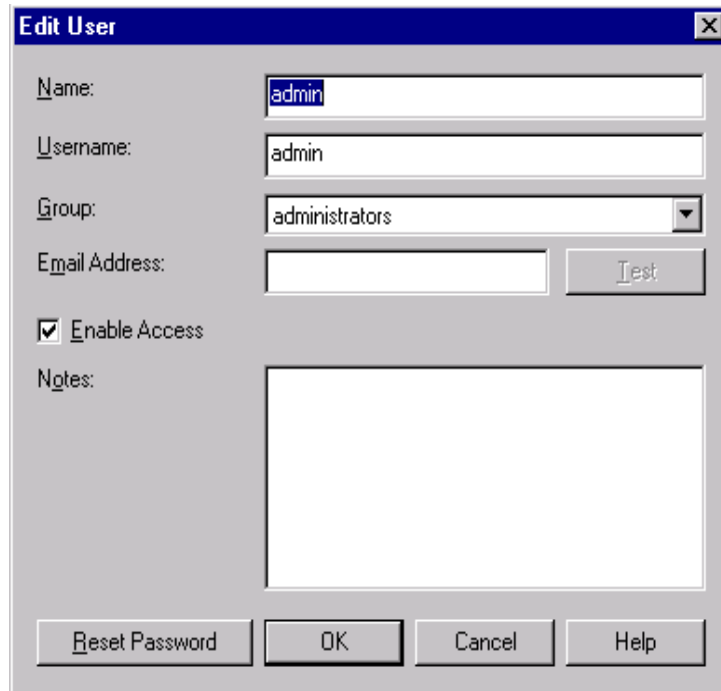 Edit User
Name:
admin
Username:
admin
Group:
administrators
Email Address:
Test
Enable Access
Notes:
Reset Password
OK
Cancel
Help